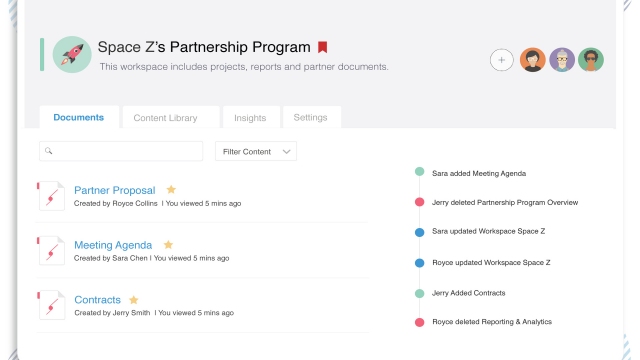 Space Z's Partnership Program
This workspace includes projects, reports and partner documents.
+
Documents
Content Library
Insights
Settings
Filter Content
Partner Proposal
Created by Royce Collins | You viewed 5 mins ago
Meeting Agenda
Created by Sara Chen | You viewed 5 mins ago
Contracts
Created by Jerry Smith | You viewed 5 mins ago
Sara added Meeting Agenda
Jerry deleted Partnership Program Overview
Sara updated Workspace Space Z
Royce updated Workspace Space Z
Jerry Added Contracts
Royce deleted Reporting & Analytics